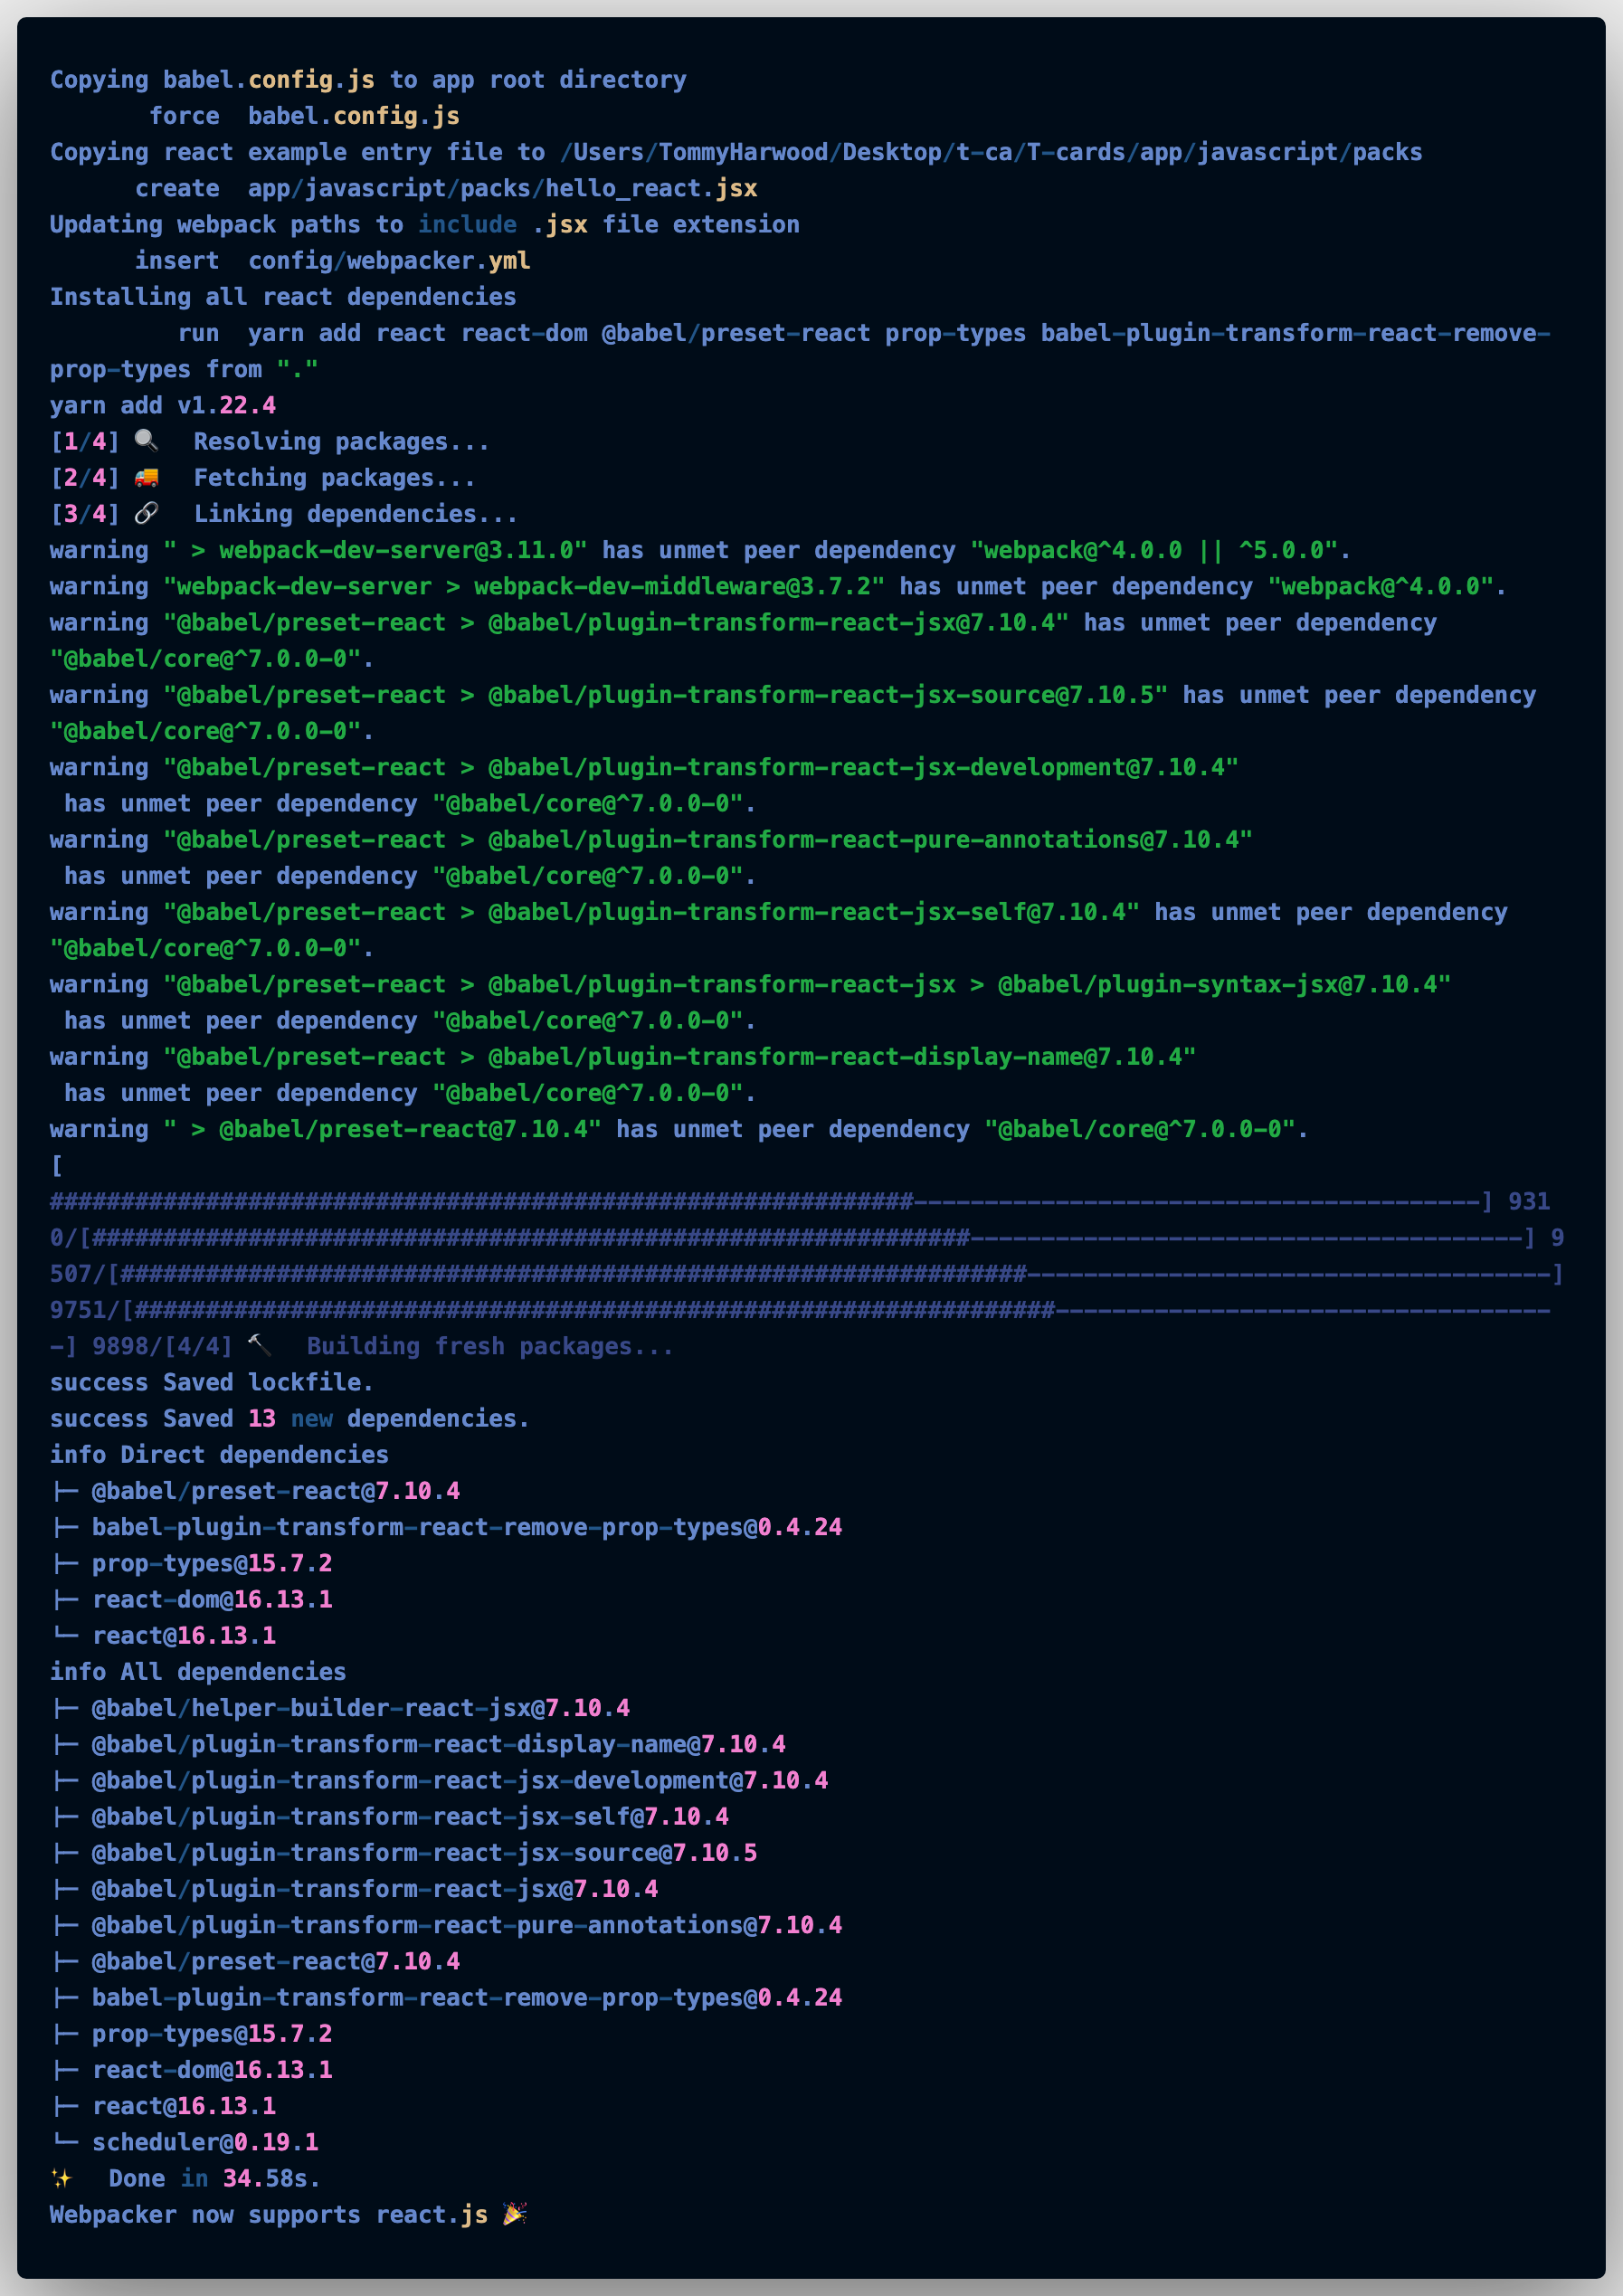 Copying babel.config.js to app root directory
       force  babel.config.js
Copying react example entry file to /Users/TommyHarwood/Desktop/t-ca/T-cards/app/javascript/packs
      create  app/javascript/packs/hello_react.jsx
Updating webpack paths to include .jsx file extension
      insert  config/webpacker.yml
Installing all react dependencies
         run  yarn add react react-dom @babel/preset-react prop-types babel-plugin-transform-react-remove-
prop-types from "."
yarn add v1.22.4
[1/4] 🔍  Resolving packages...
[2/4] 🚚  Fetching packages...
[3/4] 🔗  Linking dependencies...
warning " > webpack-dev-server@3.11.0" has unmet peer dependency "webpack@^4.0.0 || ^5.0.0".
warning "webpack-dev-server > webpack-dev-middleware@3.7.2" has unmet peer dependency "webpack@^4.0.0".
warning "@babel/preset-react > @babel/plugin-transform-react-jsx@7.10.4" has unmet peer dependency
"@babel/core@^7.0.0-0".
warning "@babel/preset-react > @babel/plugin-transform-react-jsx-source@7.10.5" has unmet peer dependency
"@babel/core@^7.0.0-0".
warning "@babel/preset-react > @babel/plugin-transform-react-jsx-development@7.10.4"
 has unmet peer dependency "@babel/core@^7.0.0-0".
warning "@babel/preset-react > @babel/plugin-transform-react-pure-annotations@7.10.4"
 has unmet peer dependency "@babel/core@^7.0.0-0".
warning "@babel/preset-react > @babel/plugin-transform-react-jsx-self@7.10.4" has unmet peer dependency
"@babel/core@^7.0.0-0".
warning "@babel/preset-react > @babel/plugin-transform-react-jsx > @babel/plugin-syntax-jsx@7.10.4"
 has unmet peer dependency "@babel/core@^7.0.0-0".
warning "@babel/preset-react > @babel/plugin-transform-react-display-name@7.10.4"
 has unmet peer dependency "@babel/core@^7.0.0-0".
warning " > @babel/preset-react@7.10.4" has unmet peer dependency "@babel/core@^7.0.0-0".
[
#############################################################----------------------------------------] 931
0/[##############################################################---------------------------------------] 9
507/[################################################################-------------------------------------]
9751/[#################################################################-----------------------------------
-] 9898/[4/4] 🔨  Building fresh packages...
success Saved lockfile.
success Saved 13 new dependencies.
info Direct dependencies
├─ @babel/preset-react@7.10.4
├─ babel-plugin-transform-react-remove-prop-types@0.4.24
├─ prop-types@15.7.2
├─ react-dom@16.13.1
└─ react@16.13.1
info All dependencies
├─ @babel/helper-builder-react-jsx@7.10.4
├─ @babel/plugin-transform-react-display-name@7.10.4
├─ @babel/plugin-transform-react-jsx-development@7.10.4
├─ @babel/plugin-transform-react-jsx-self@7.10.4
├─ @babel/plugin-transform-react-jsx-source@7.10.5
├─ @babel/plugin-transform-react-jsx@7.10.4
├─ @babel/plugin-transform-react-pure-annotations@7.10.4
├─ @babel/preset-react@7.10.4
├─ babel-plugin-transform-react-remove-prop-types@0.4.24
├─ prop-types@15.7.2
├─ react-dom@16.13.1
├─ react@16.13.1
└─ scheduler@0.19.1
✨  Done in 34.58s.
Webpacker now supports react.js 🎉